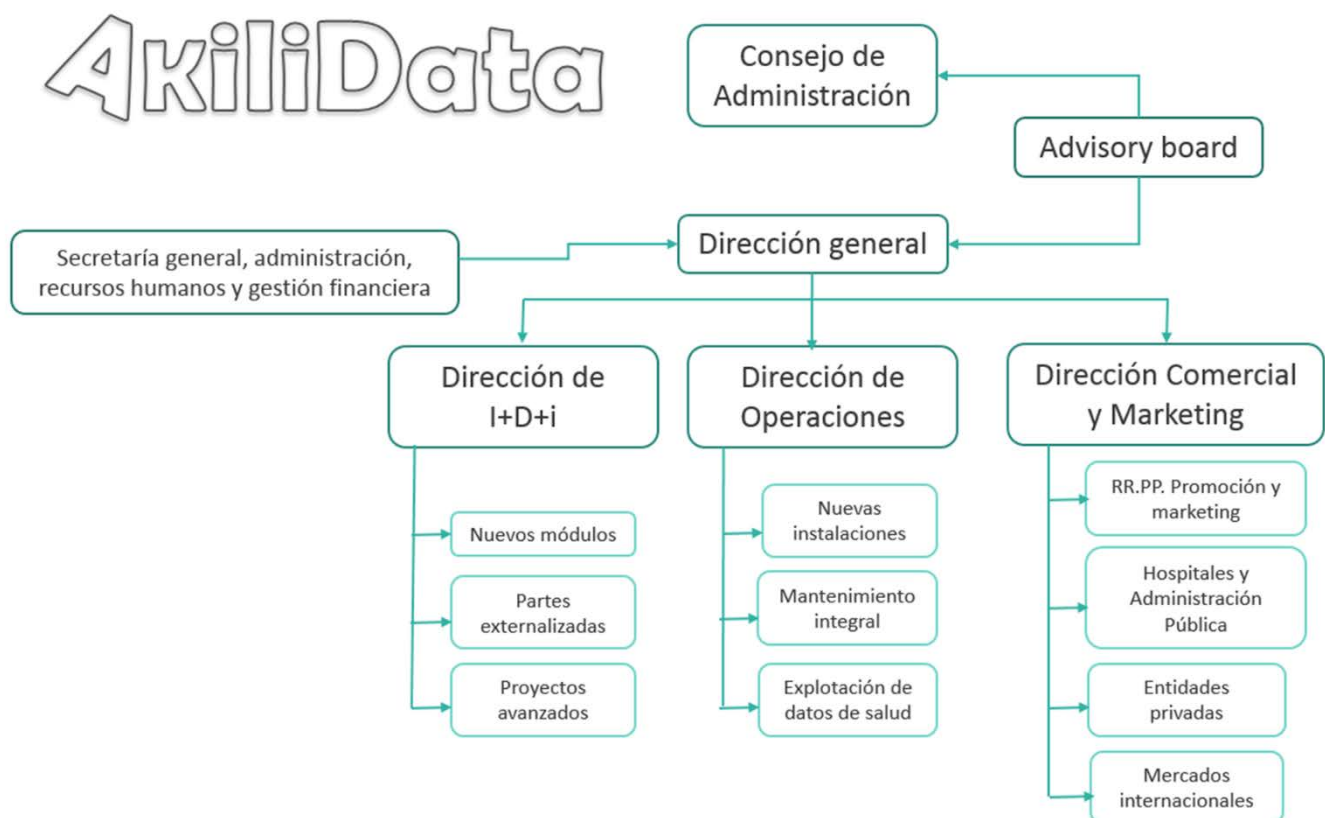 AkiliData
Consejo de
Administración
Advisory board
Dirección general
Secretaría general, administración,
recursos humanos y gestión financiera
Dirección de
I+D+i
Nuevos módulos
Partes
externalizadas
Proyectos
avanzados
Dirección de
Operaciones
Nuevas
instalaciones
Mantenimiento
integral
Explotación de
datos de salud
Dirección Comercial
y Marketing
RR.PP. Promoción y
marketing
Hospitales y
Administración
Pública
Entidades
privadas
Mercados
internacionales